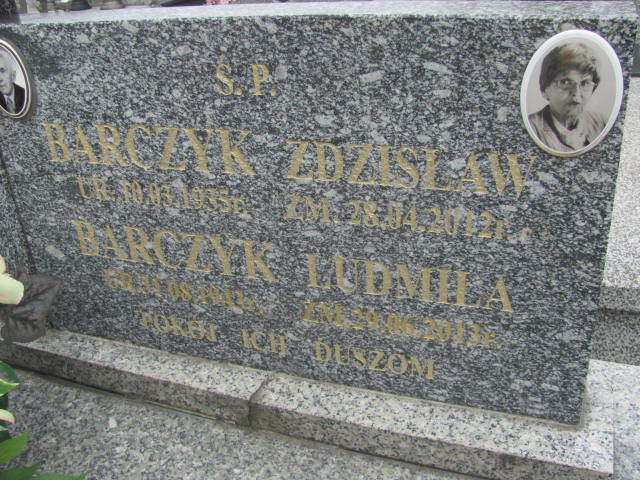 Ś. P.
BARCZYK ZDZISŁAW
UR. 10.03.1935r. ZM. 28.04.2012r.
BARCZYK LUDMIŁA
ZM. 29.06.2013r.
POKÓJ ICH DUSZOM